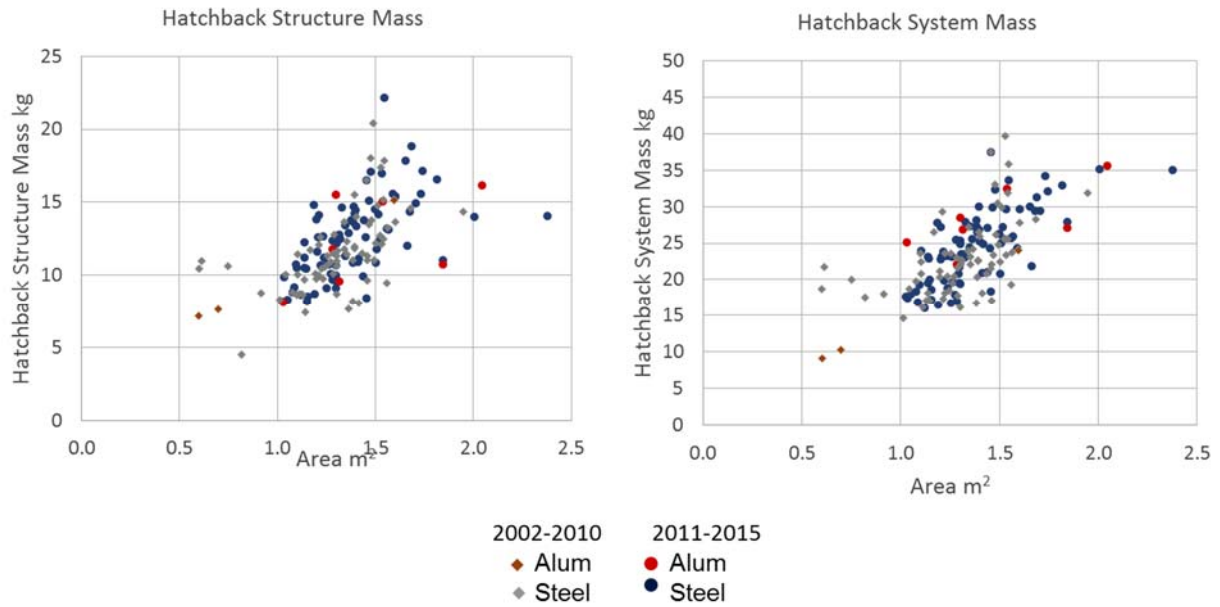 Hatchback Structure Mass
Hatchback Structure Mass kg
25
20
15
10
5
0
0.0 0.5 1.0 1.5 2.0 2.5
Area m²
Hatchback System Mass
Hatchback System Mass kg
50
45
40
35
30
25
20
15
10
5
0
0.0 0.5 1.0 1.5 2.0 2.5
Area m²
2002-2010 2011-2015
Alum Alum
Steel Steel